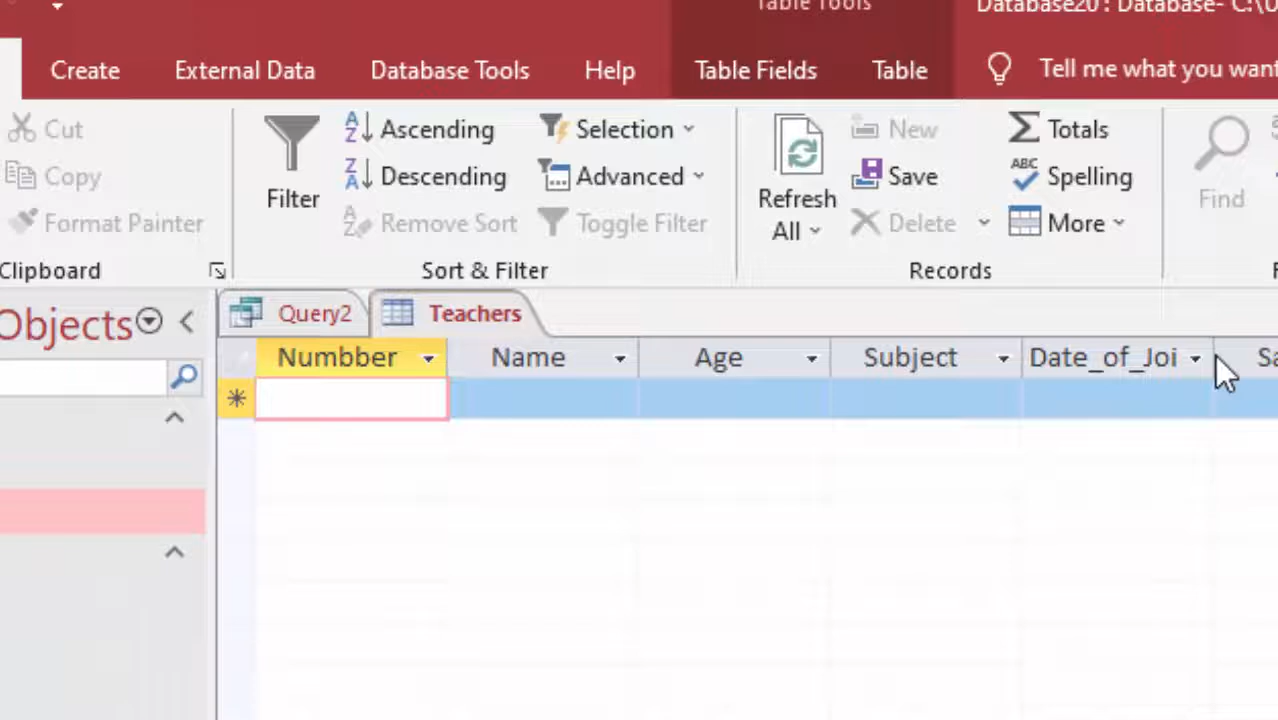 Table Tools Database20 : Database- C:\U
Create External Data Database Tools Help Table Fields Table Tell me what you want
Cut Ascending Selection New Totals
Copy Descending Advanced Save Spelling
Filter Refresh All Find
Format Painter Remove Sort Toggle Filter Delete More
Clipboard Sort & Filter Records
Objects Query2 Teachers
Numbber Name Age Subject Date_of_Joi Sa